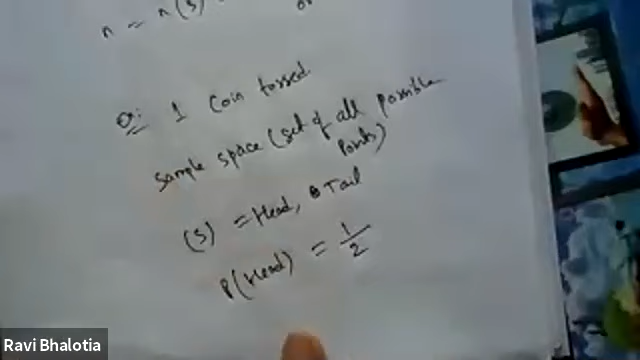 n = n(s)
Q: 1 Coin tossed
Sample space (set of all possible
Points)
(S) = Head, Tail
P(Head) = 1/2
Ravi Bhalotia